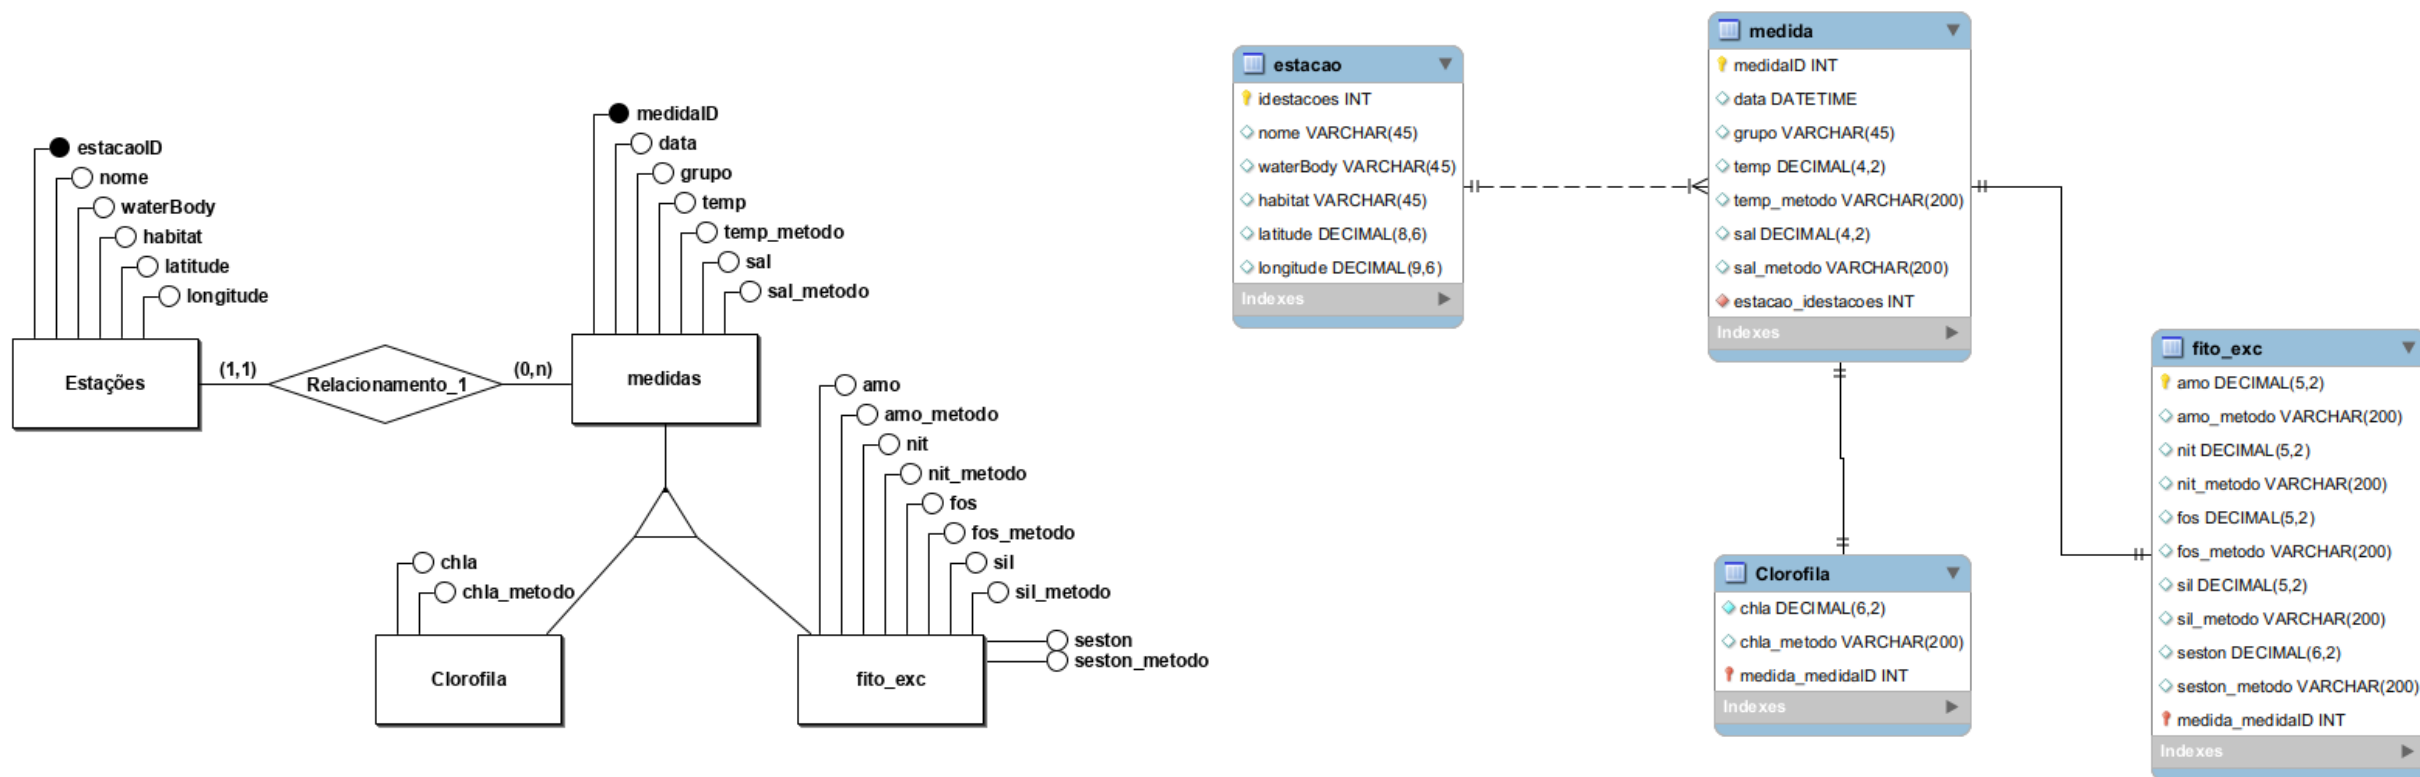 estacaoID
nome
waterBody
habitat
latitude
longitude
Estações
(1,1)
Relacionamento_1
(0,n)
medidaID
data
grupo
temp
temp_metodo
sal
sal_metodo
medidas
amo
amo_metodo
nit
nit_metodo
fos
fos_metodo
sil
sil_metodo
seston
seston_metodo
fito_exc
chla
chla_metodo
Clorofila
estacao
idestacoes INT
nome VARCHAR(45)
waterBody VARCHAR(45)
habitat VARCHAR(45)
latitude DECIMAL(8,6)
longitude DECIMAL(9,6)
Indexes
medida
medidaID INT
data DATETIME
grupo VARCHAR(45)
temp DECIMAL(4,2)
temp_metodo VARCHAR(200)
sal DECIMAL(4,2)
sal_metodo VARCHAR(200)
estacao_idestacoes INT
Indexes
Clorofila
chla DECIMAL(6,2)
chla_metodo VARCHAR(200)
medida_medidaID INT
Indexes
fito_exc
amo DECIMAL(5,2)
amo_metodo VARCHAR(200)
nit DECIMAL(5,2)
nit_metodo VARCHAR(200)
fos DECIMAL(5,2)
fos_metodo VARCHAR(200)
sil DECIMAL(5,2)
sil_metodo VARCHAR(200)
seston DECIMAL(6,2)
seston_metodo VARCHAR(200)
medida_medidaID INT
Indexes